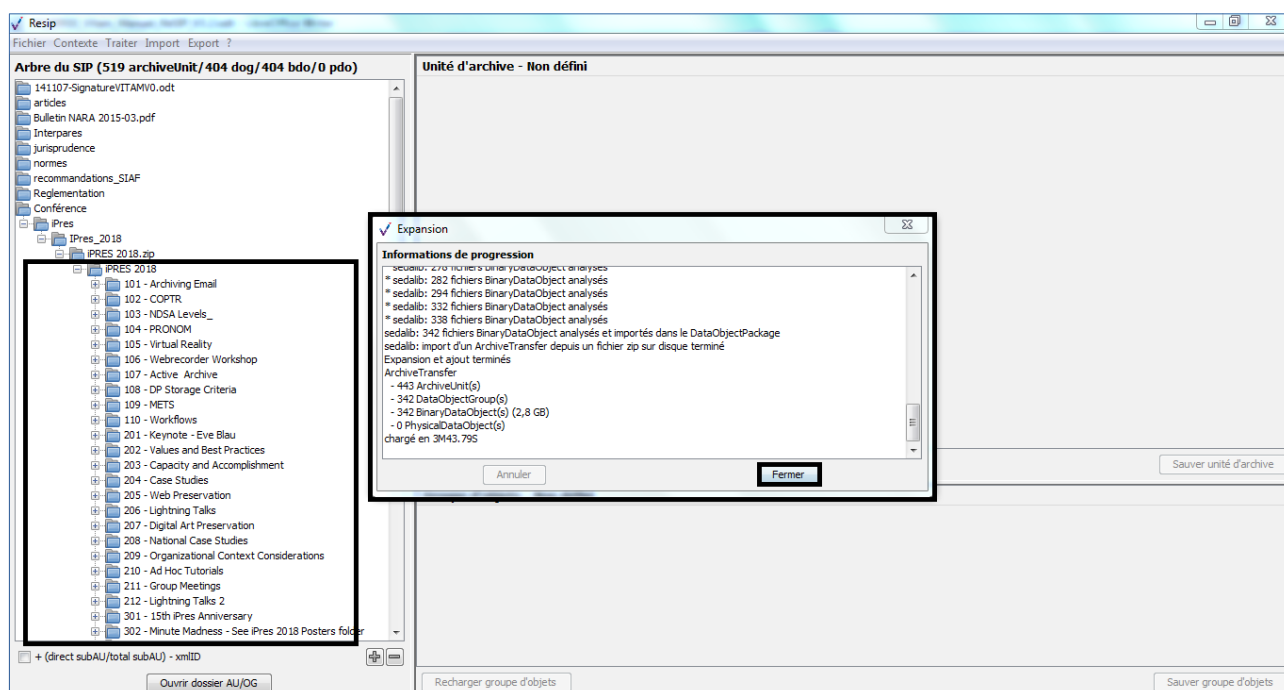 Resip
Fichier Contexte Traiter Import Export ?
Arbre du SIP (519 archiveUnit/404 dog/404 bdo/0 pdo)
141107-SignatureVITAMV0.odt
articles
Bulletin NARA 2015-03.pdf
Interpares
jurisprudence
normes
recommandations_SIAF
Reglementation
Conférence
iPres
IPres_2018
iPRES 2018.zip
iPRES 2018
101 - Archiving Email
102 - COPTR
103 - NDSA Levels_
104 - PRONOM
105 - Virtual Reality
106 - Webrecorder Workshop
107 - Active  Archive
108 - DP Storage Criteria
109 - METS
110 - Workflows
201 - Keynote - Eve Blau
202 - Values and Best Practices
203 - Capacity and Accomplishment
204 - Case Studies
205 - Web Preservation
206 - Lightning Talks
207 - Digital Art Preservation
208 - National Case Studies
209 - Organizational Context Considerations
210 - Ad Hoc Tutorials
211 - Group Meetings
212 - Lightning Talks 2
301 - 15th iPres Anniversary
302 - Minute Madness - See iPres 2018 Posters folder
+ (direct subAU/total subAU) - xmlID
Ouvrir dossier AU/OG
Unité d'archive - Non défini
Expansion
Informations de progression
* sedalib: 278 fichiers BinaryDataObject analysés
* sedalib: 282 fichiers BinaryDataObject analysés
* sedalib: 294 fichiers BinaryDataObject analysés
* sedalib: 332 fichiers BinaryDataObject analysés
* sedalib: 338 fichiers BinaryDataObject analysés
sedalib: 342 fichiers BinaryDataObject analysés et importés dans le DataObjectPackage
sedalib: import d'un ArchiveTransfer depuis un fichier zip sur disque terminé
Expansion et ajout terminés
ArchiveTransfer
- 443 ArchiveUnit(s)
- 342 DataObjectGroup(s)
- 342 BinaryDataObject(s) (2,8 GB)
- 0 PhysicalDataObject(s)
chargé en 3M43.79S
Annuler Fermer
Sauver unité d'archive
Recharger groupe d'objets Sauver groupe d'objets